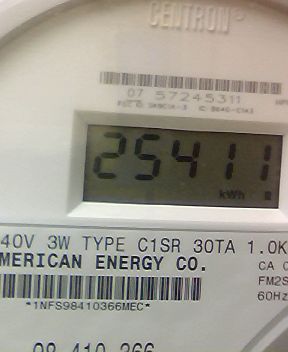 CENTRON
07 57245311
25411
kWh R
40V 3W TYPE C1SR 30TA 1.0K
MERICAN ENERGY CO.
CA 0
FM2S
60Hz
*1NFS98410366MEC*
98 410 366